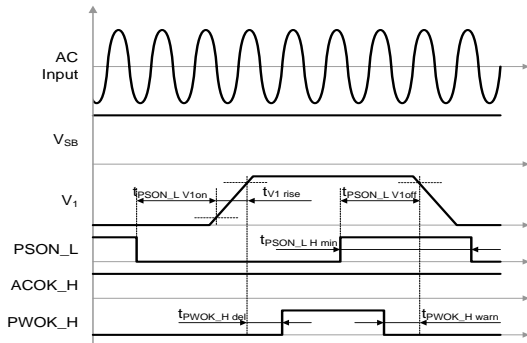 AC
Input
VSB
V1
tPSON_L V1on
tV1 rise
tPSON_L V1off
PSON_L
tPSON_L H min
ACOK_H
PWOK_H
tPWOK_H del
tPWOK_H warn